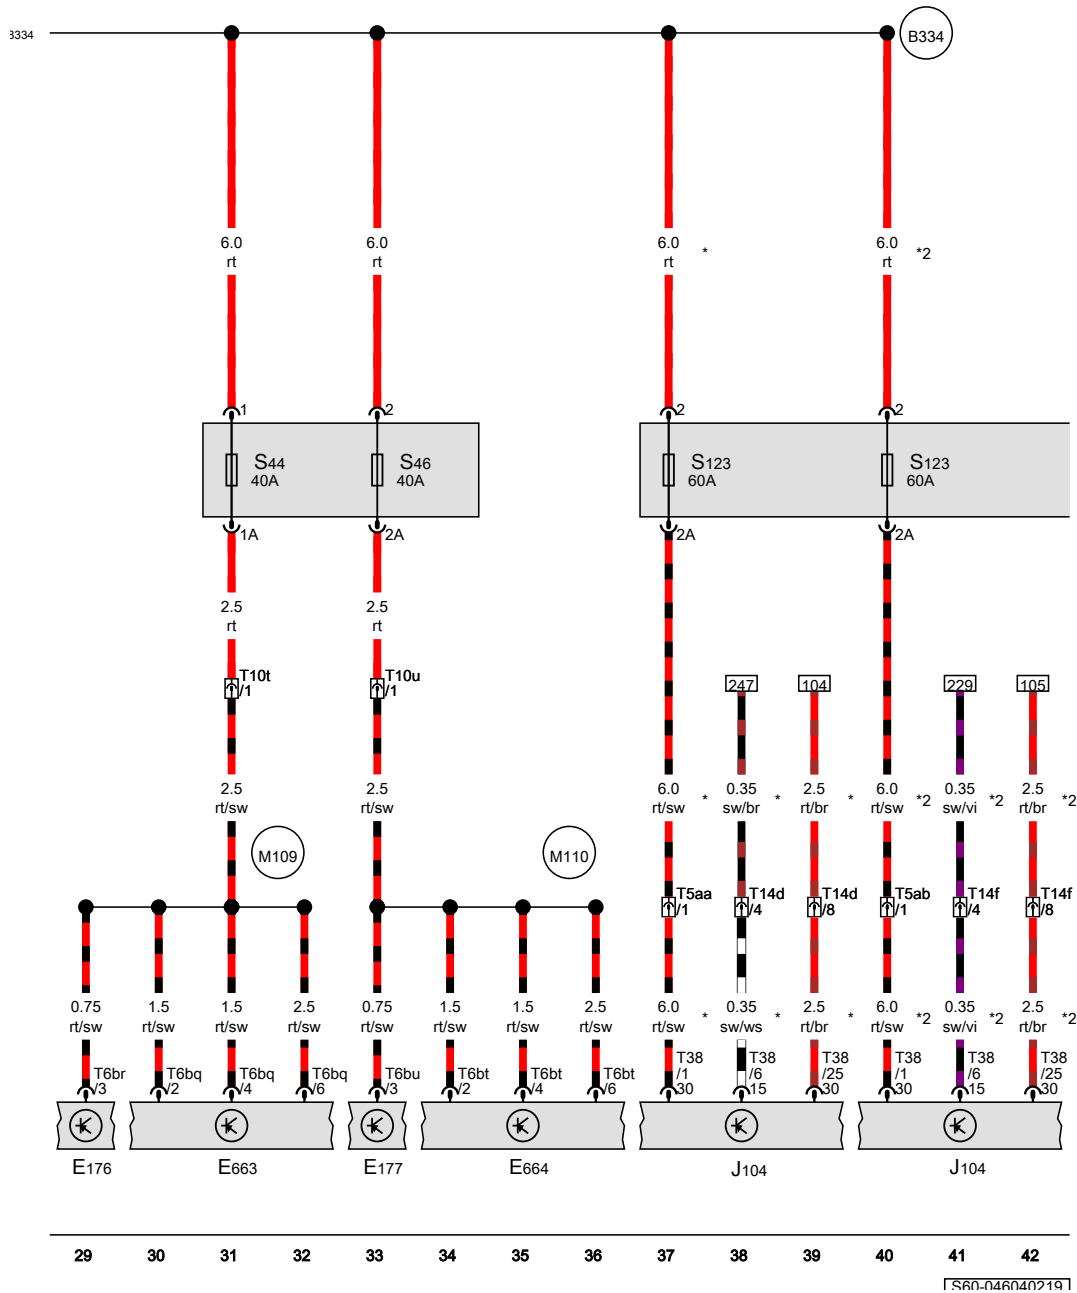 B334
B334
6.0 6.0 6.0 * 6.0 *2
rt rt rt rt
1 2 2 2
S44 S46 S123 S123
40A 40A 60A 60A
1A 2A 2A 2A
2.5 2.5
rt rt
T10t T10u
/1 /1
247 104 229 105
2.5 2.5 6.0 0.35 2.5 6.0 0.35 2.5
rt/sw rt/sw rt/sw * sw/br * rt/br * rt/sw *2 sw/vi *2 rt/br *2
M109 M110
T5aa T14d T14d T5ab T14f T14f
/1 /4 /8 /1 /4 /8
0.75 1.5 1.5 2.5 0.75 1.5 1.5 2.5 6.0 0.35 2.5 6.0 0.35 2.5
rt/sw rt/sw rt/sw rt/sw rt/sw rt/sw rt/sw rt/sw rt/sw * sw/ws * rt/br * rt/sw *2 sw/vi *2 rt/br *2
T38 T38 T38 T38 T38 T38
T6br T6bq T6bq T6bq T6bu T6bt T6bt T6bt /1 /6 /25 /1 /6 /25
/3 /2 /4 /6 /3 /2 /4 /6 30 15 30 30 15 30
E176 E663 E177 E664 J104 J104
29 30 31 32 33 34 35 36 37 38 39 40 41 42
S60-046040219